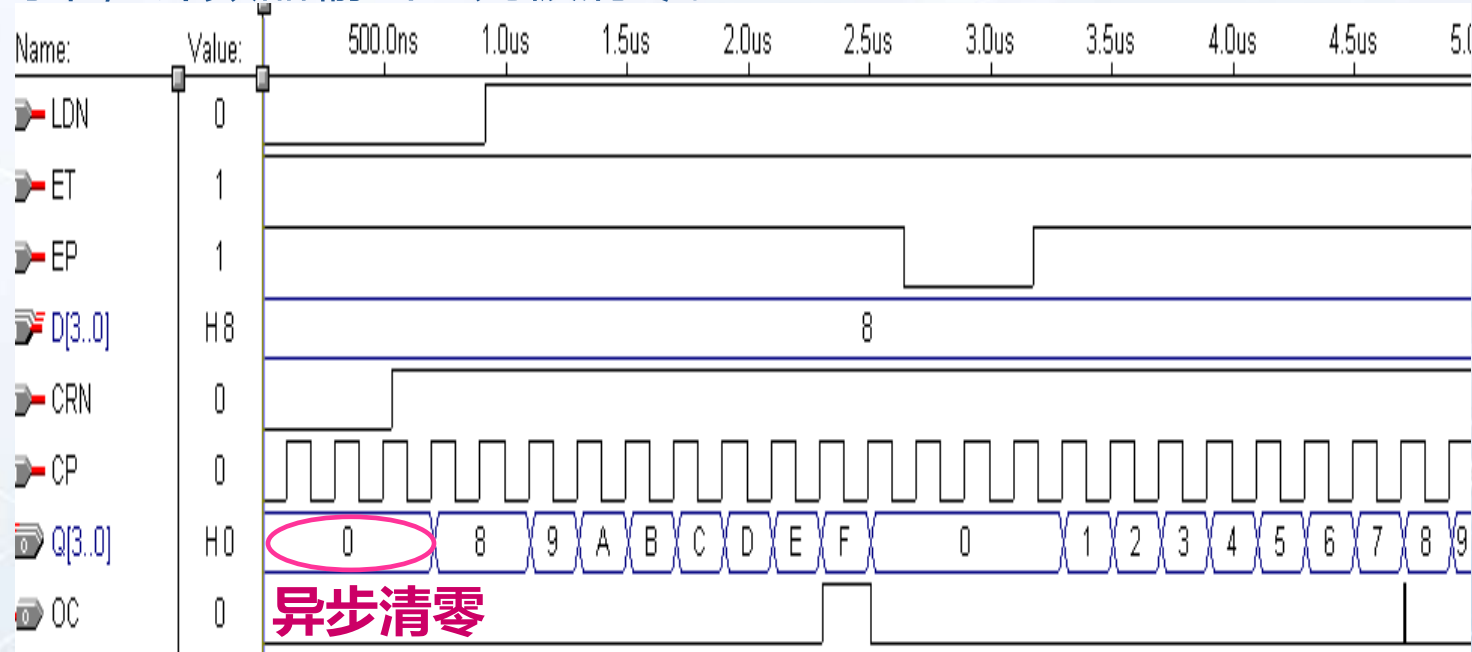 Name: Value: 500.0ns 1.0us 1.5us 2.0us 2.5us 3.0us 3.5us 4.0us 4.5us
LDN 0
ET 1
EP 1
D[3..0] H8 8
CRN 0
CP 0
Q[3..0] H0 0 8 9 A B C D E F 0 1 2 3 4 5 6 7 8 9
OC 0
异步清零